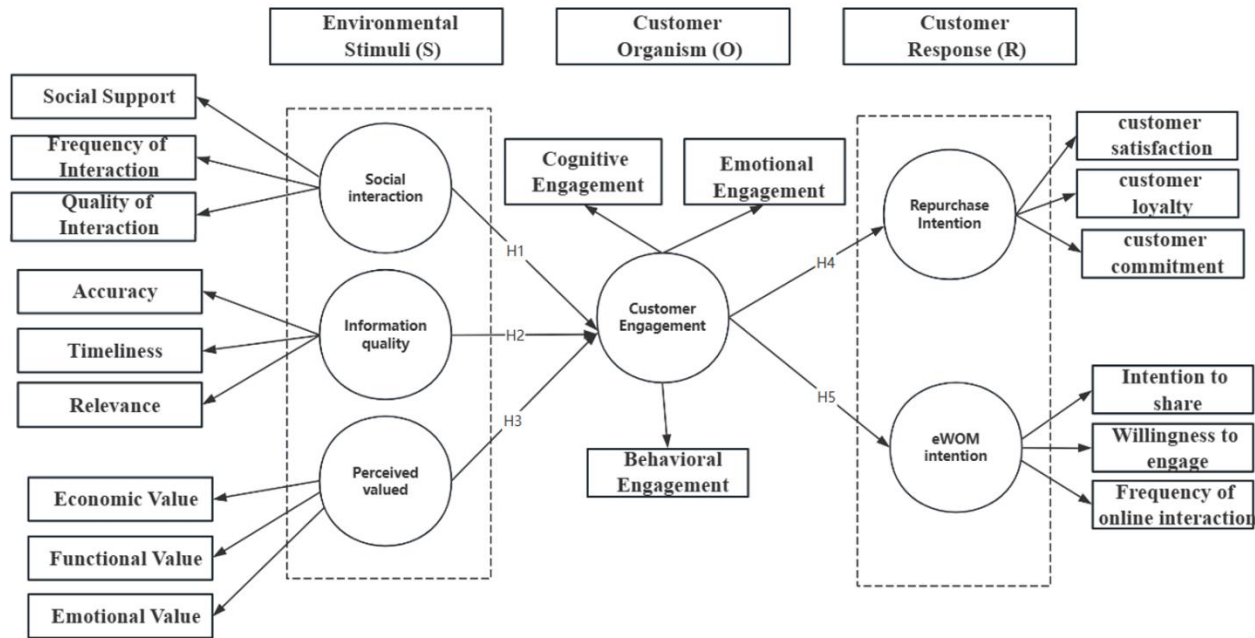 Environmental
Stimuli (S)
Customer
Organism (O)
Customer
Response (R)
Social Support
Frequency of
Interaction
Quality of
Interaction
Accuracy
Timeliness
Relevance
Economic Value
Functional Value
Emotional Value
Social
interaction
Information
quality
Perceived
valued
H1
H2
H3
Cognitive
Engagement
Emotional
Engagement
Customer
Engagement
Behavioral
Engagement
H4
H5
Repurchase
Intention
eWOM
intention
customer
satisfaction
customer
loyalty
customer
commitment
Intention to
share
Willingness to
engage
Frequency of
online interaction